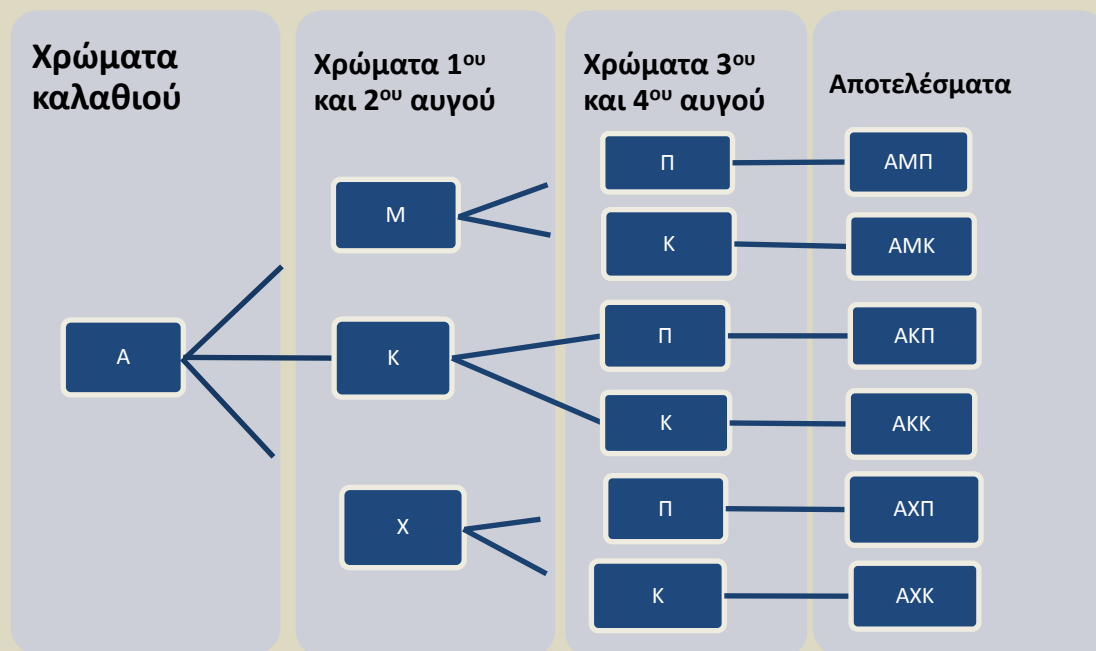 Χρώματα
καλαθιού
Χρώματα 1ου
και 2ου αυγού
Χρώματα 3ου
και 4ου αυγού
Αποτελέσματα
Α
Μ
Κ
Χ
Π
Κ
Π
Κ
Π
Κ
ΑΜΠ
ΑΜΚ
ΑΚΠ
ΑΚΚ
ΑΧΠ
ΑΧΚ